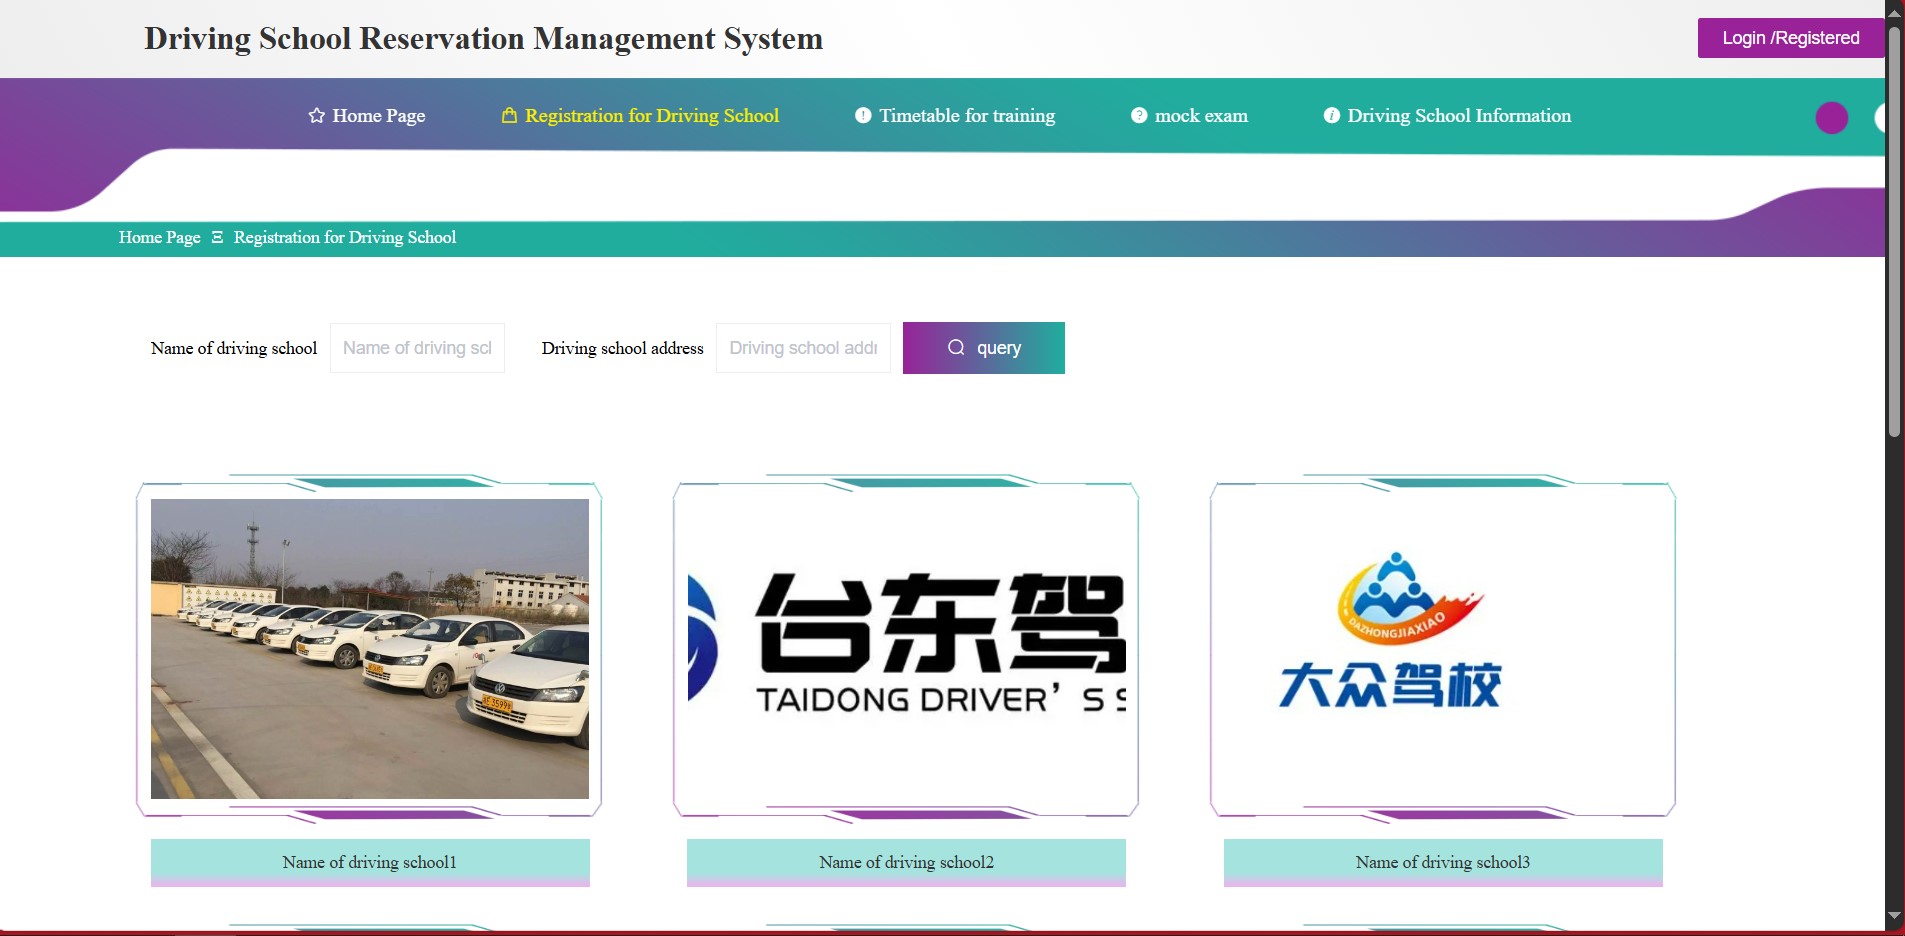 Driving School Reservation Management System
Login /Registered
Home Page
Registration for Driving School
Timetable for training
mock exam
Driving School Information
Home Page Ξ Registration for Driving School
Name of driving school
Name of driving scl
Driving school address
Driving school addı
query
台东驾
TAIDONG DRIVER'S S
DAZHONGJIAXIAO
大众驾校
Name of driving school1
Name of driving school2
Name of driving school3